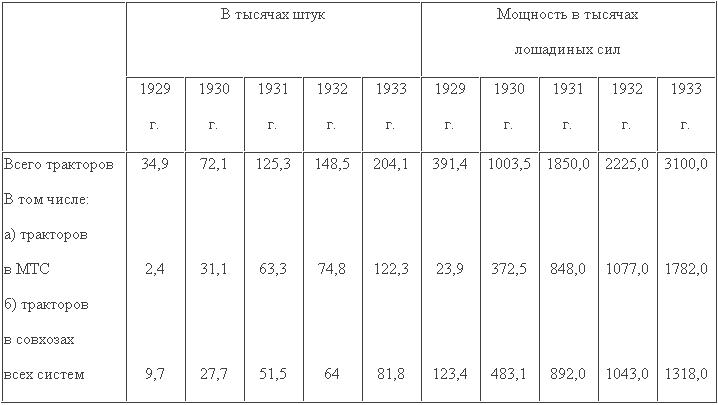 В тысячах штук Мощность в тысячах
лошадиных сил
1929 1930 1931 1932 1933 1929 1930 1931 1932 1933
г. г. г. г. г. г. г. г. г. г.
Всего тракторов 34,9 72,1 125,3 148,5 204,1 391,4 1003,5 1850,0 2225,0 3100,0
В том числе:
а) тракторов
в МТС 2,4 31,1 63,3 74,8 122,3 23,9 372,5 848,0 1077,0 1782,0
б) тракторов
в совхозах
всех систем 9,7 27,7 51,5 64 81,8 123,4 483,1 892,0 1043,0 1318,0